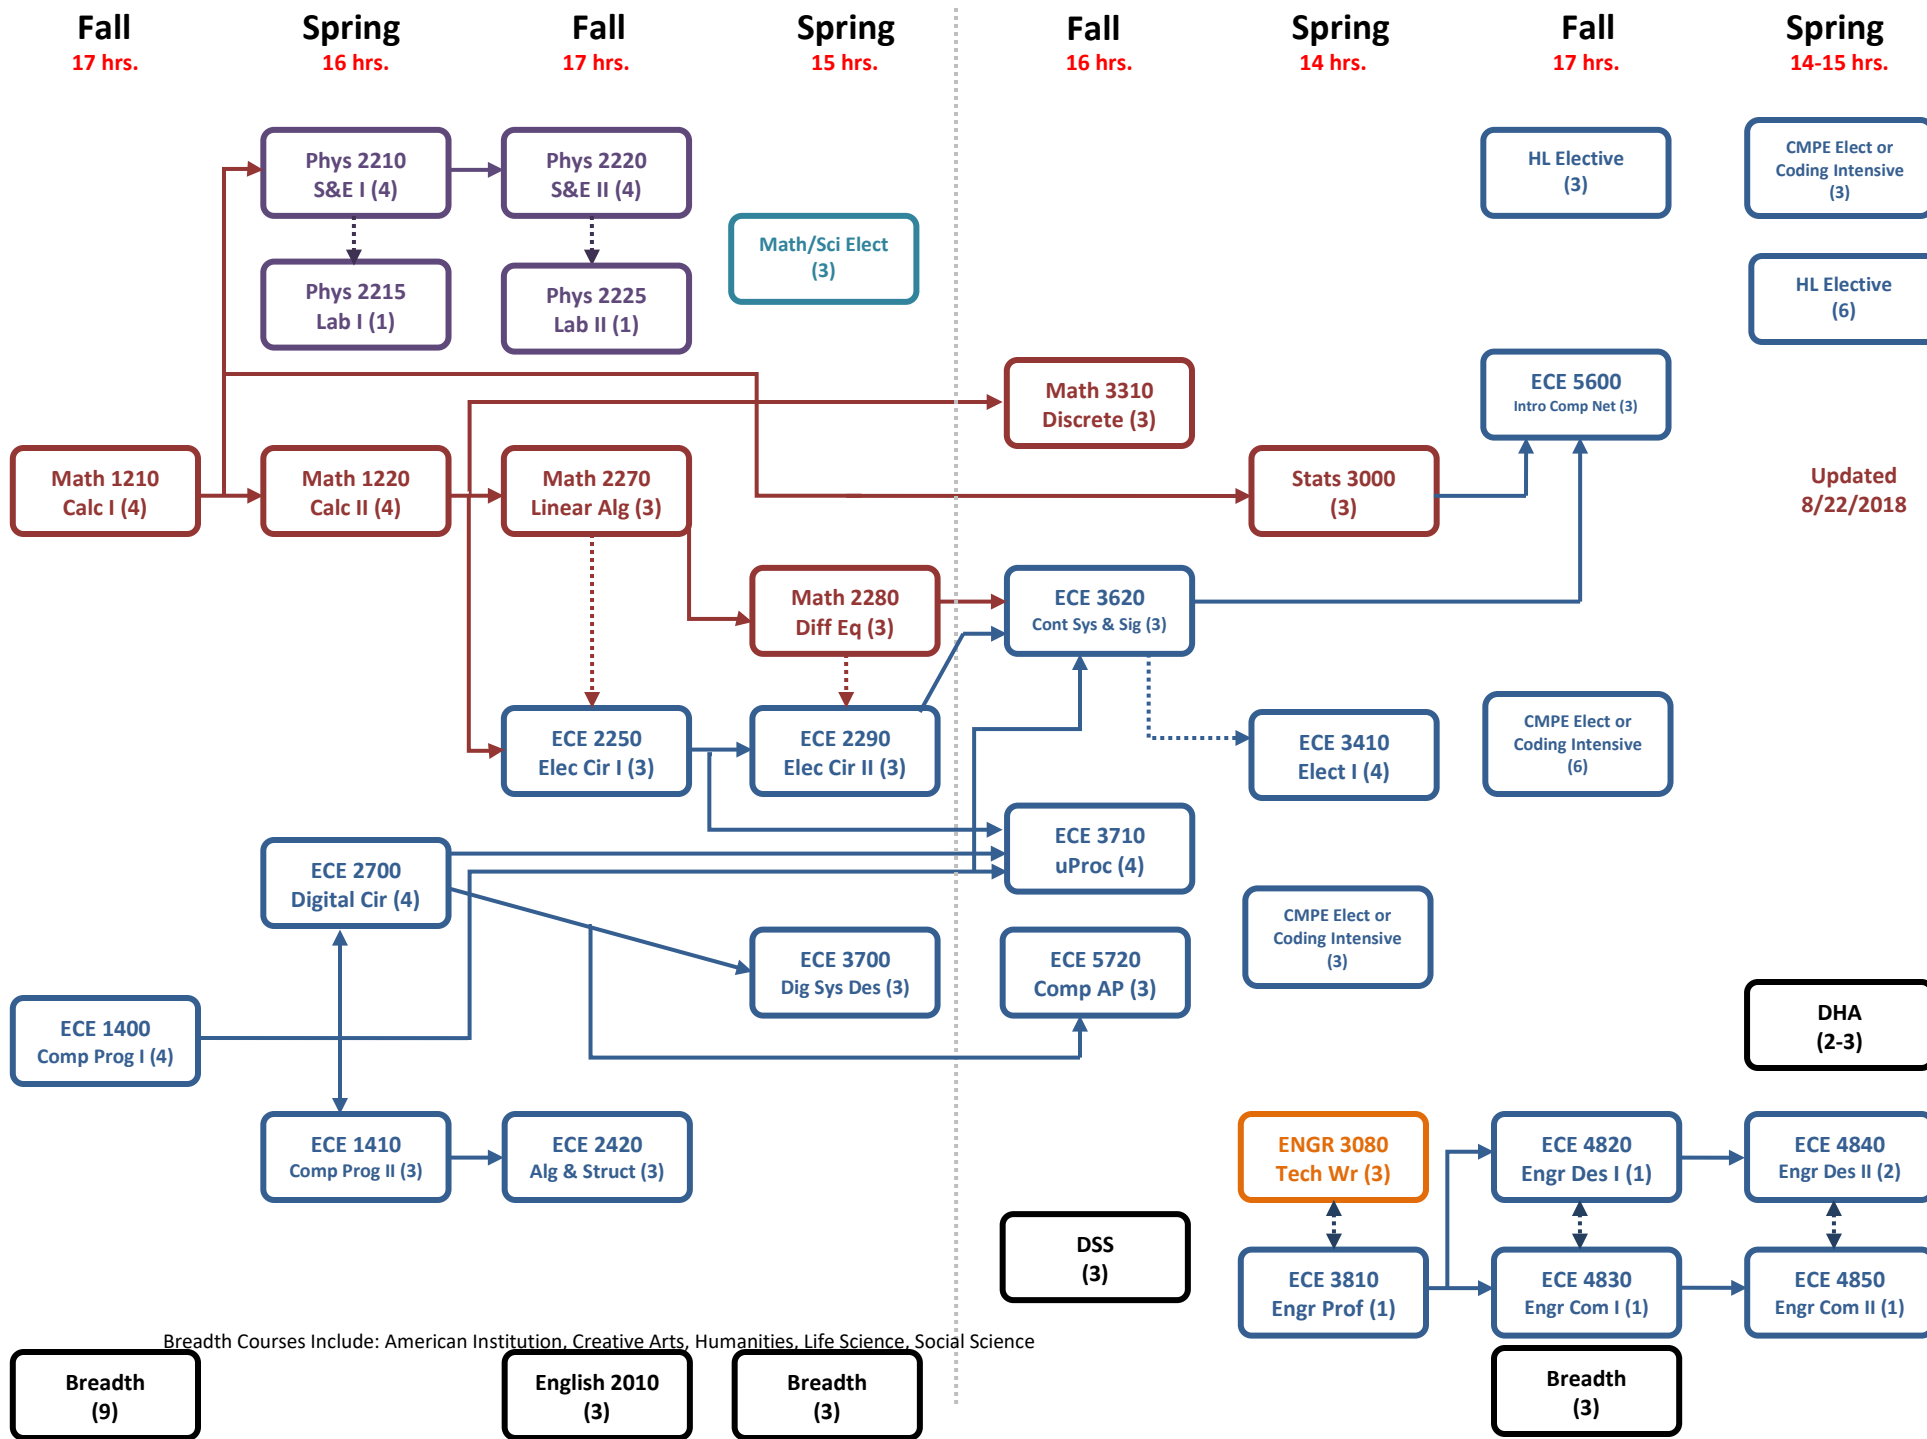 Fall
17 hrs.
Spring
16 hrs.
Fall
17 hrs.
Spring
15 hrs.
Fall
16 hrs.
Spring
14 hrs.
Fall
17 hrs.
Spring
14-15 hrs.
Phys 2210
S&E I (4)
Phys 2220
S&E II (4)
HL Elective
(3)
CMPE Elect or
Coding Intensive
(3)
Math/Sci Elect
(3)
Phys 2215
Lab I (1)
Phys 2225
Lab II (1)
HL Elective
(6)
Math 3310
Discrete (3)
ECE 5600
Intro Comp Net (3)
Math 1210
Calc I (4)
Math 1220
Calc II (4)
Math 2270
Linear Alg (3)
Stats 3000
(3)
Updated
8/22/2018
Math 2280
Diff Eq (3)
ECE 3620
Cont Sys & Sig (3)
ECE 2250
Elec Cir I (3)
ECE 2290
Elec Cir II (3)
ECE 3410
Elect I (4)
CMPE Elect or
Coding Intensive
(6)
ECE 2700
Digital Cir (4)
ECE 3710
uProc (4)
CMPE Elect or
Coding Intensive
(3)
ECE 3700
Dig Sys Des (3)
ECE 5720
Comp AP (3)
ECE 1400
Comp Prog I (4)
DHA
(2-3)
ECE 1410
Comp Prog II (3)
ECE 2420
Alg & Struct (3)
ENGR 3080
Tech Wr (3)
ECE 4820
Engr Des I (1)
ECE 4840
Engr Des II (2)
DSS
(3)
ECE 3810
Engr Prof (1)
ECE 4830
Engr Com I (1)
ECE 4850
Engr Com II (1)
Breadth Courses Include: American Institution, Creative Arts, Humanities, Life Science, Social Science
Breadth
(9)
English 2010
(3)
Breadth
(3)
Breadth
(3)